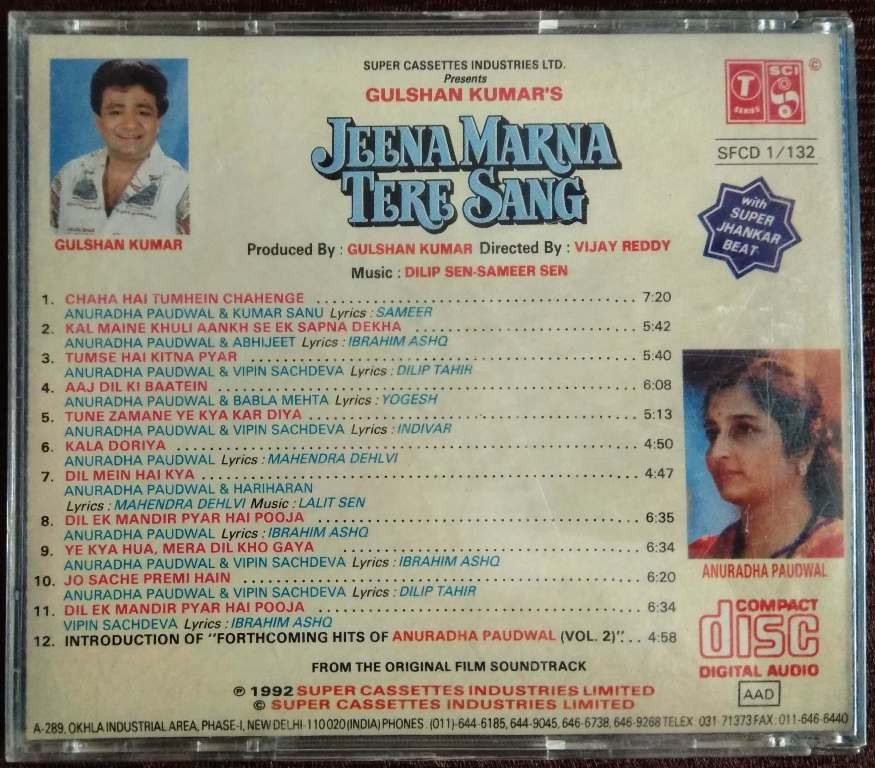 SUPER CASSETTES INDUSTRIES LTD.
Presents
GULSHAN KUMAR'S
JEENA MARNA
TERE SANG
T
SERIES
SCI
©
SFCD 1/132
with
SUPER
JHANKAR
BEAT
GULSHAN KUMAR
Produced By : GULSHAN KUMAR Directed By : VIJAY REDDY
Music : DILIP SEN-SAMEER SEN
1. CHAHA HAI TUMHEIN CHAHENGE 7:20
ANURADHA PAUDWAL & KUMAR SANU Lyrics : SAMEER
2. KAL MAINE KHULI AANKH SE EK SAPNA DEKHA 5:42
ANURADHA PAUDWAL & ABHIJEET Lyrics : IBRAHIM ASHQ
3. TUMSE HAI KITNA PYAR 5:40
ANURADHA PAUDWAL & VIPIN SACHDEVA Lyrics : DILIP TAHIR
4. AAJ DIL KI BAATEIN 6:08
ANURADHA PAUDWAL & BABLA MEHTA Lyrics : YOGESH
5. TUNE ZAMANE YE KYA KAR DIYA 5:13
ANURADHA PAUDWAL & VIPIN SACHDEVA Lyrics : INDIVAR
6. KALA DORIYA 4:50
ANURADHA PAUDWAL Lyrics : MAHENDRA DEHLVI
7. DIL MEIN HAI KYA 4:47
ANURADHA PAUDWAL & HARIHARAN
Lyrics : MAHENDRA DEHLVI Music : LALIT SEN
8. DIL EK MANDIR PYAR HAI POOJA 6:35
ANURADHA PAUDWAL Lyrics : IBRAHIM ASHQ
9. YE KYA HUA, MERA DIL KHO GAYA 6:34
ANURADHA PAUDWAL & VIPIN SACHDEVA Lyrics : IBRAHIM ASHQ
10. JO SACHE PREMI HAIN 6:20
ANURADHA PAUDWAL & VIPIN SACHDEVA Lyrics : DILIP TAHIR
11. DIL EK MANDIR PYAR HAI POOJA 6:34
VIPIN SACHDEVA Lyrics : IBRAHIM ASHQ
12. INTRODUCTION OF "FORTHCOMING HITS OF ANURADHA PAUDWAL (VOL. 2)"... 4:58
ANURADHA PAUDWAL
COMPACT
disc
DIGITAL AUDIO
AAD
FROM THE ORIGINAL FILM SOUNDTRACK
℗ 1992 SUPER CASSETTES INDUSTRIES LIMITED
© SUPER CASSETTES INDUSTRIES LIMITED
A-289, OKHLA INDUSTRIAL AREA, PHASE-I, NEW DELHI-110 020 (INDIA) PHONES. (011)-644-6185, 644-9045, 646-6738, 646-9268 TELEX 031-71373 FAX : 011-646-6440